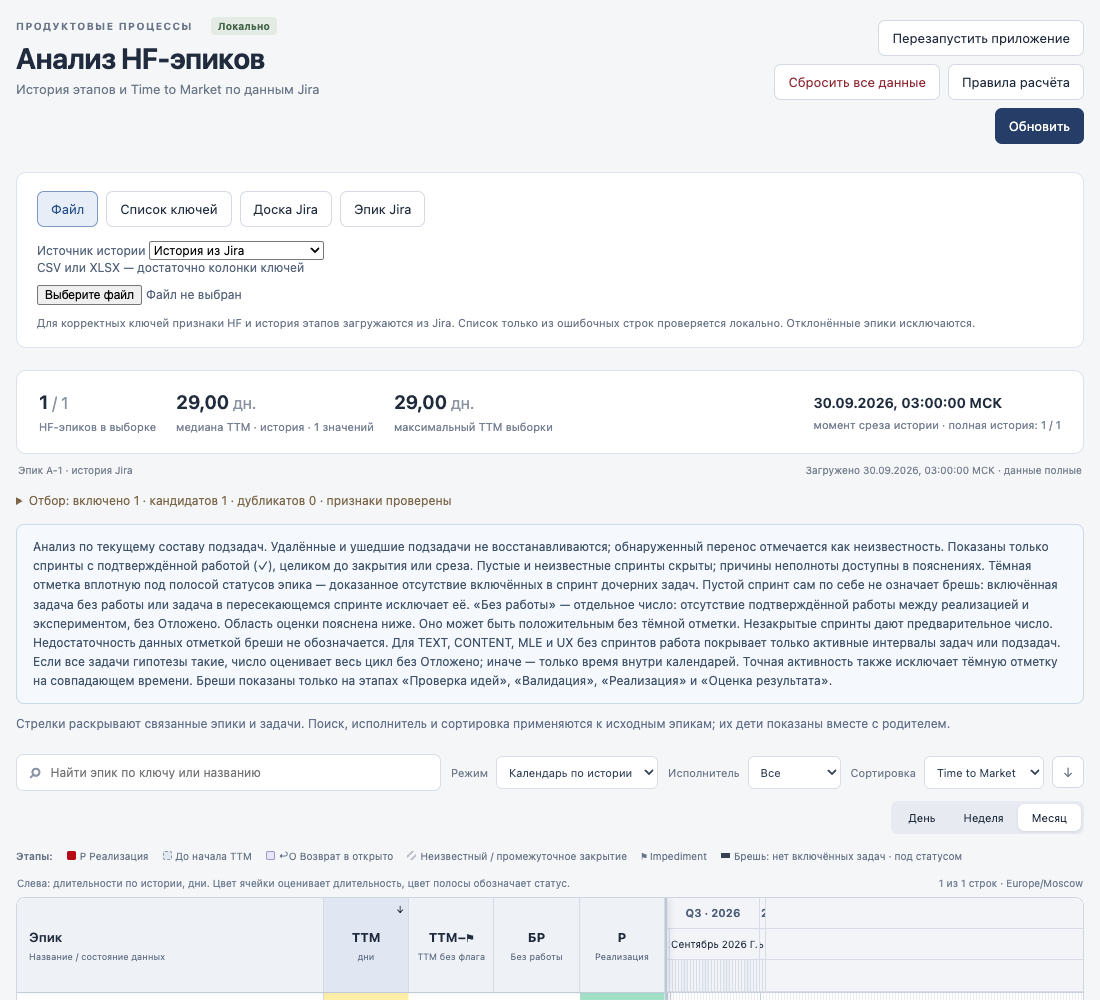 ПРОДУКТОВЫЕ ПРОЦЕССЫ Локально
Анализ HF-эпиков
История этапов и Time to Market по данным Jira
Перезапустить приложение
Сбросить все данные
Правила расчёта
Обновить
Файл
Список ключей
Доска Jira
Эпик Jira
Источник истории История из Jira
CSV или XLSX — достаточно колонки ключей
Выберите файл Файл не выбран
Для корректных ключей признаки HF и история этапов загружаются из Jira. Список только из ошибочных строк проверяется локально. Отклонённые эпики исключаются.
1 / 1
HF-эпиков в выборке
29,00 дн.
медиана ТТМ · история · 1 значений
29,00 дн.
максимальный ТТМ выборки
30.09.2026, 03:00:00 МСК
момент среза истории · полная история: 1 / 1
Эпик A-1 · история Jira
Загружено 30.09.2026, 03:00:00 МСК · данные полные
▶ Отбор: включено 1 · кандидатов 1 · дубликатов 0 · признаки проверены
Анализ по текущему составу подзадач. Удалённые и ушедшие подзадачи не восстанавливаются; обнаруженный перенос отмечается как неизвестность. Показаны только
спринты с подтверждённой работой (✓), целиком до закрытия или среза. Пустые и неизвестные спринты скрыты; причины неполноты доступны в пояснениях. Тёмная
отметка вплотную под полосой статусов эпика — доказанное отсутствие включённых в спринт дочерних задач. Пустой спринт сам по себе не означает брешь: включённая
задача без работы или задача в пересекающемся спринте исключает её. «Без работы» — отдельное число: отсутствие подтверждённой работы между реализацией и
экспериментом, без Отложено. Область оценки пояснена ниже. Оно может быть положительным без тёмной отметки. Незакрытые спринты дают предварительное число.
Недостаточность данных отметкой бреши не обозначается. Для TEXT, CONTENT, MLE и UX без спринтов работа покрывает только активные интервалы задач или подзадач.
Если все задачи гипотезы такие, число оценивает весь цикл без Отложено; иначе — только время внутри календарей. Точная активность также исключает тёмную отметку
на совпадающем времени. Бреши показаны только на этапах «Проверка идей», «Валидация», «Реализация» и «Оценка результата».
Стрелки раскрывают связанные эпики и задачи. Поиск, исполнитель и сортировка применяются к исходным эпикам; их дети показаны вместе с родителем.
Найти эпик по ключу или названию
Режим Календарь по истории
Исполнитель Все
Сортировка Time to Market ↓
День Неделя Месяц
Этапы: Р Реализация До начала ТТМ ↩О Возврат в открыто Неизвестный / промежуточное закрытие ⚑ Impediment Брешь: нет включённых задач · под статусом
Слева: длительности по истории, дни. Цвет ячейки оценивает длительность, цвет полосы обозначает статус.
1 из 1 строк · Europe/Moscow
Эпик
Название / состояние данных
↓
ТТМ
дни
ТТМ−⚑
ТТМ без флага
БР
Без работы
Р
Реализация
Q3 · 2026
Сентябрь 2026 г.